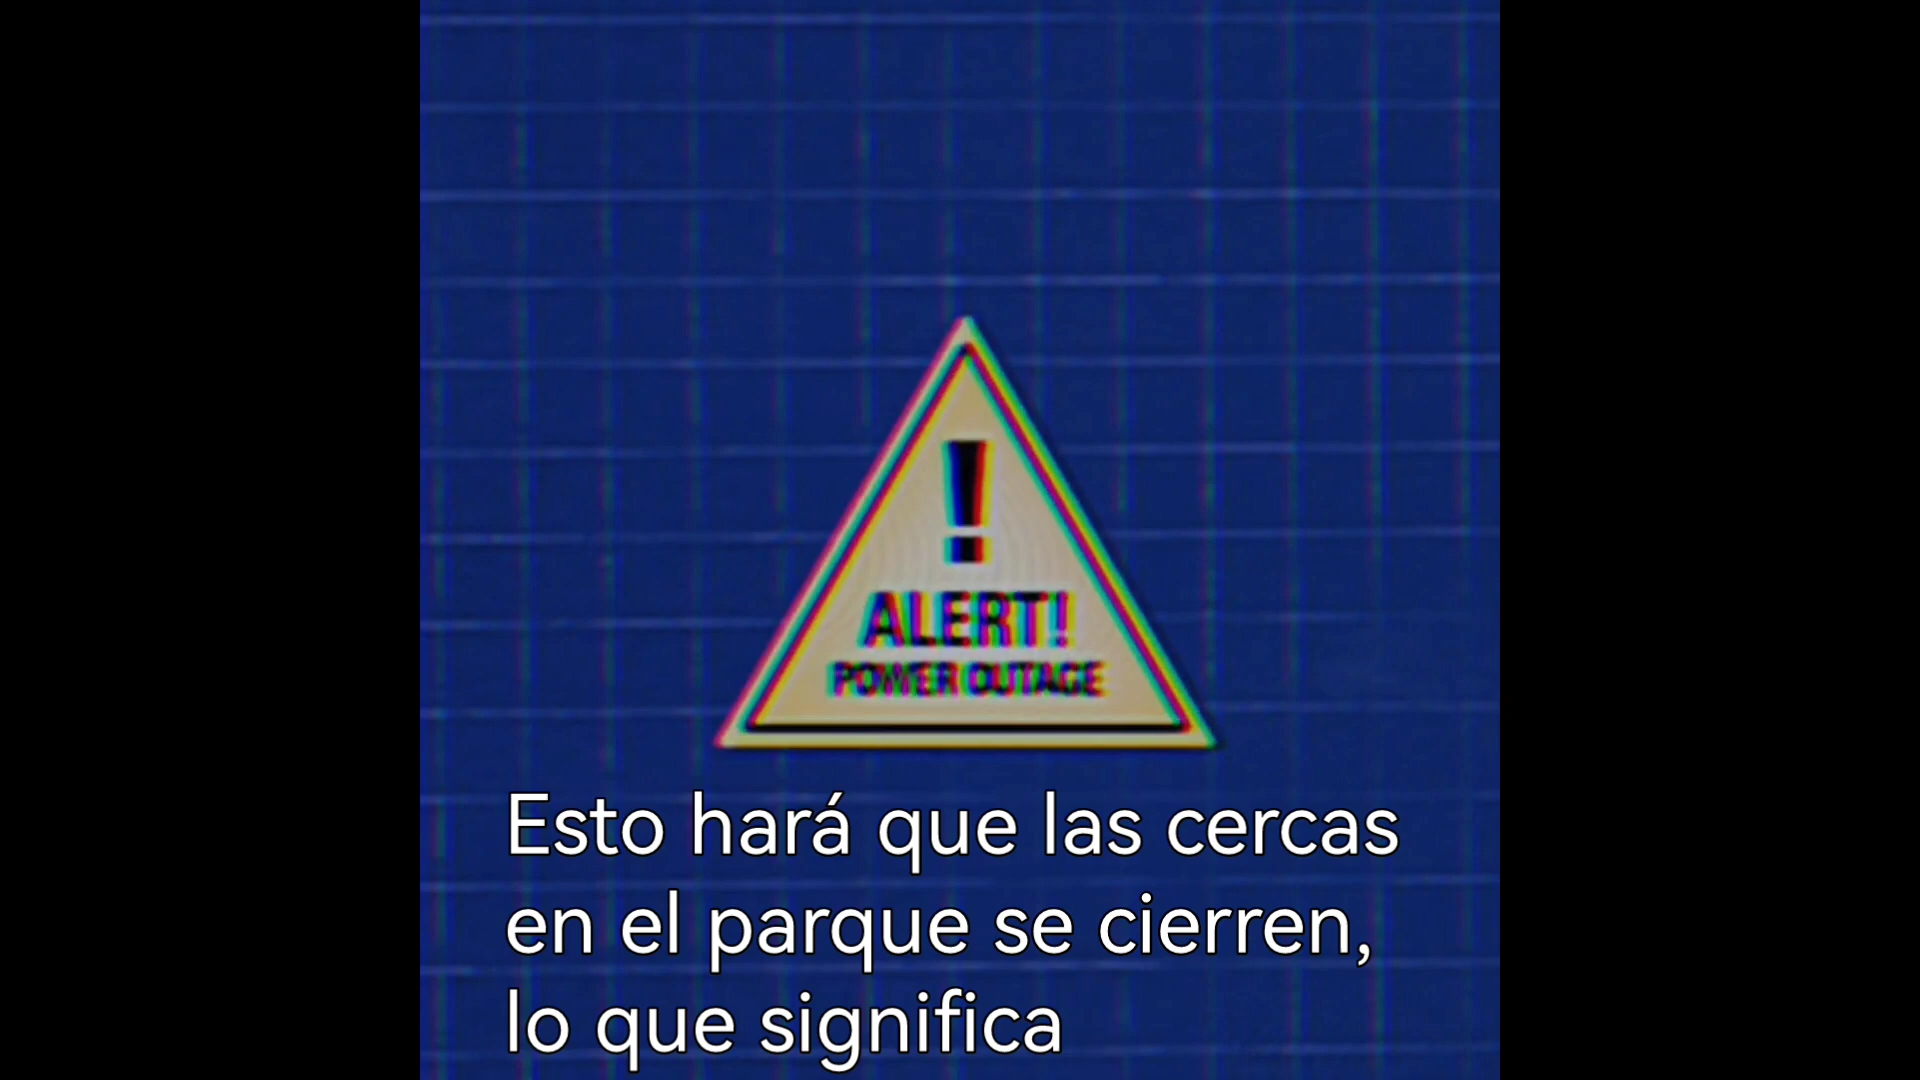 !
ALERT!
POWER OUTAGE
Esto hará que las cercas
en el parque se cierren,
lo que significa